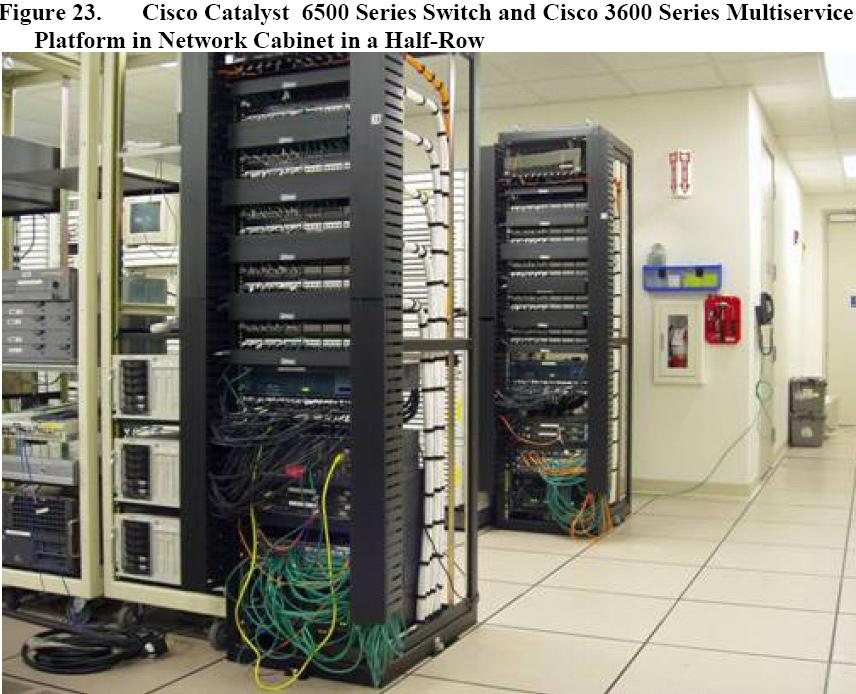 Figure 23. Cisco Catalyst 6500 Series Switch and Cisco 3600 Series Multiservice
Platform in Network Cabinet in a Half-Row